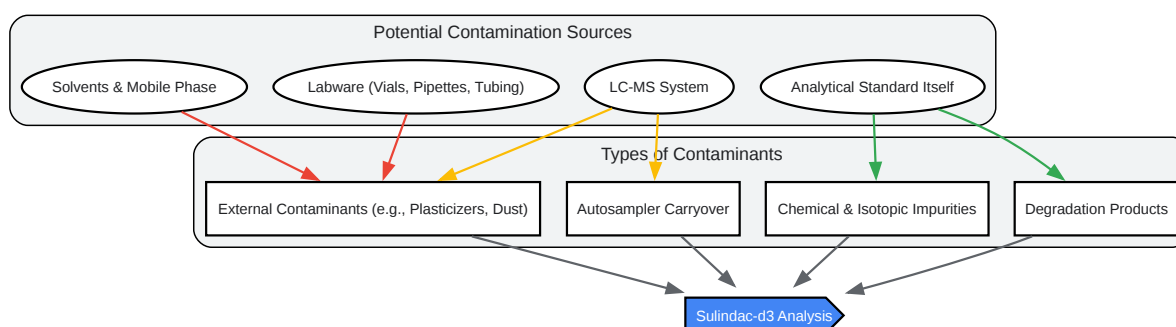 Potential Contamination Sources
Solvents & Mobile Phase
Labware (Vials, Pipettes, Tubing)
LC-MS System
Analytical Standard Itself
Types of Contaminants
External Contaminants (e.g., Plasticizers, Dust)
Autosampler Carryover
Chemical & Isotopic Impurities
Degradation Products
Sulindac-d3 Analysis